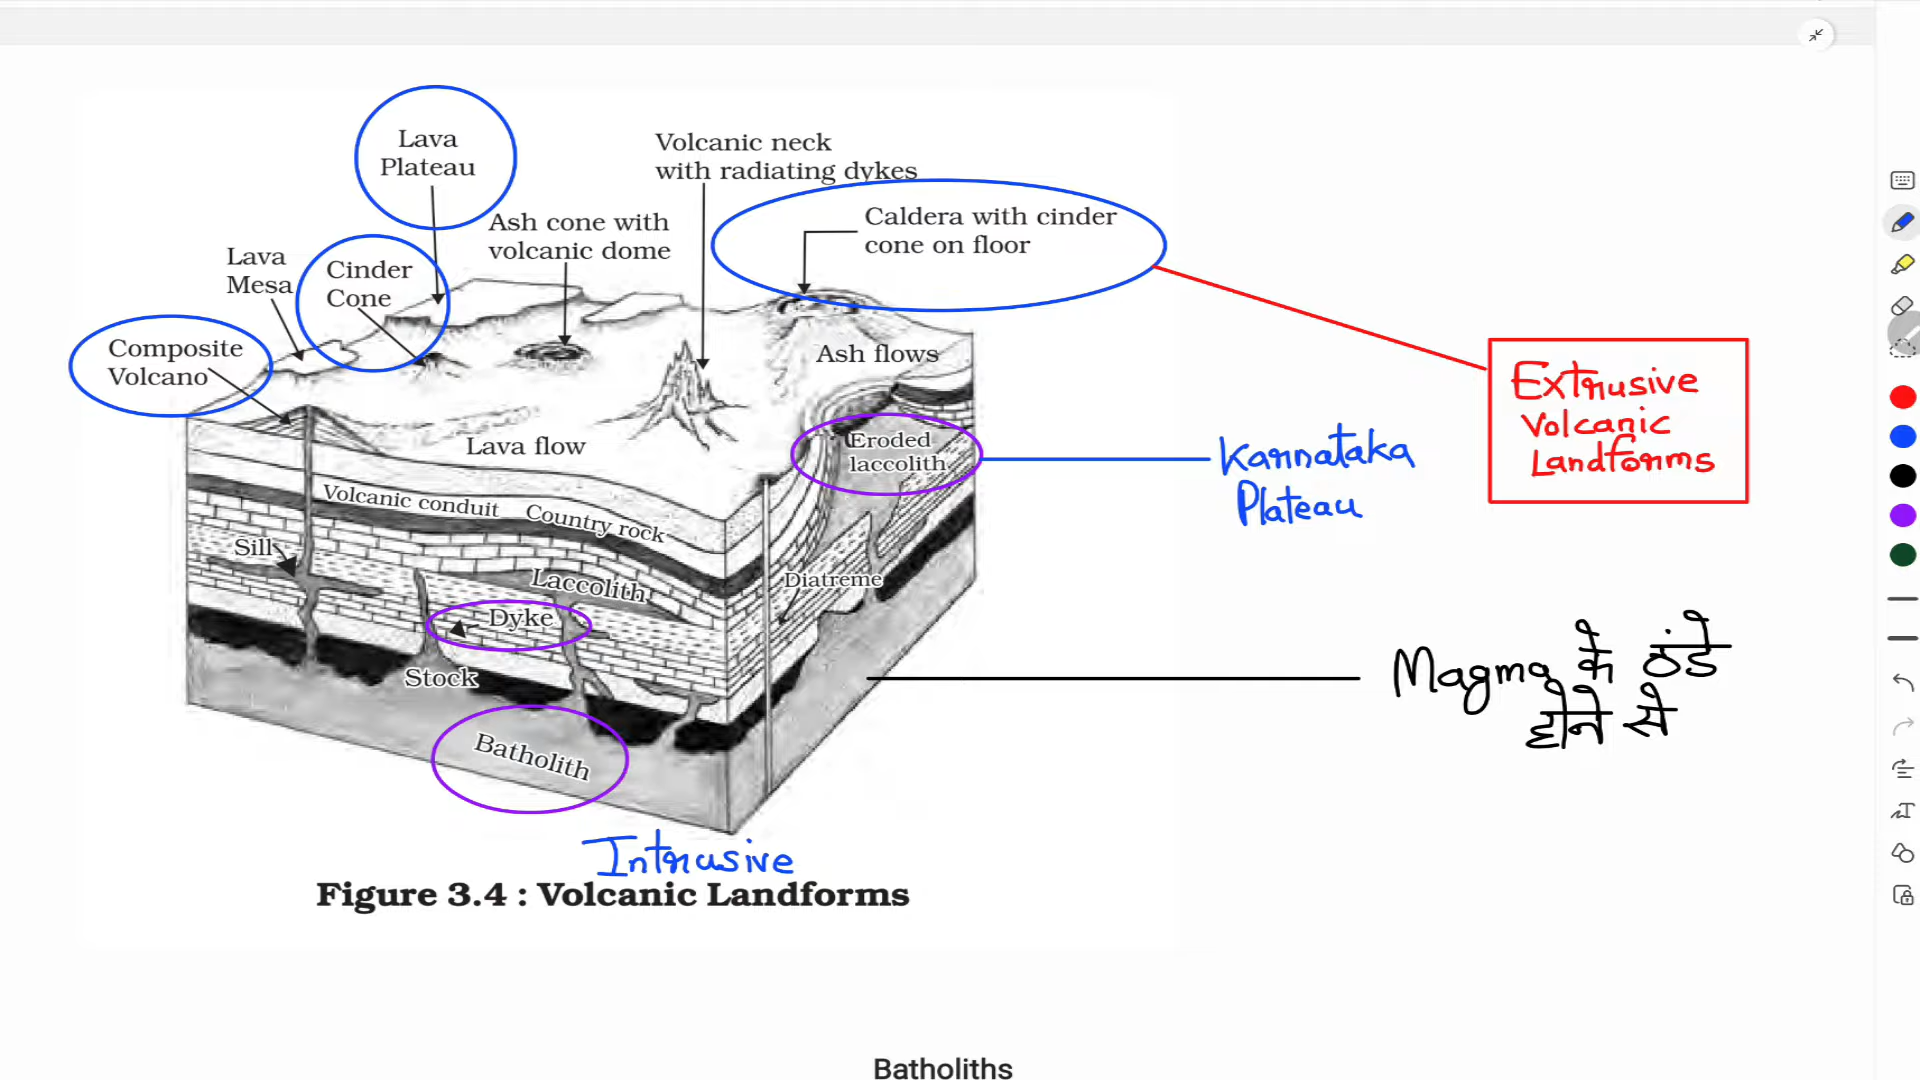 Lava
Plateau
Volcanic neck
with radiating dykes
Ash cone with
volcanic dome
Caldera with cinder
cone on floor
Lava
Mesa
Cinder
Cone
Composite
Volcano
Ash flows
Lava flow
Eroded
laccolith
Karnataka
Plateau
Extrusive
Volcanic
Landforms
Volcanic conduit
Country rock
Sill
Laccolith
Diatreme
Dyke
Stock
Batholith
Magma के ठंडे
होने से
Intrusive
Figure 3.4 : Volcanic Landforms
Batholiths